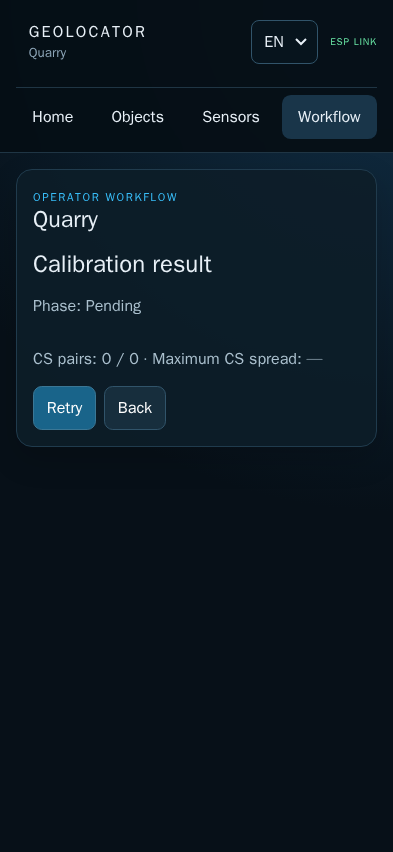 GEOLOCATOR
Quarry
EN
ESP LINK
Home Objects Sensors Workflow
OPERATOR WORKFLOW
Quarry
Calibration result
Phase: Pending
CS pairs: 0 / 0 · Maximum CS spread: —
Retry Back